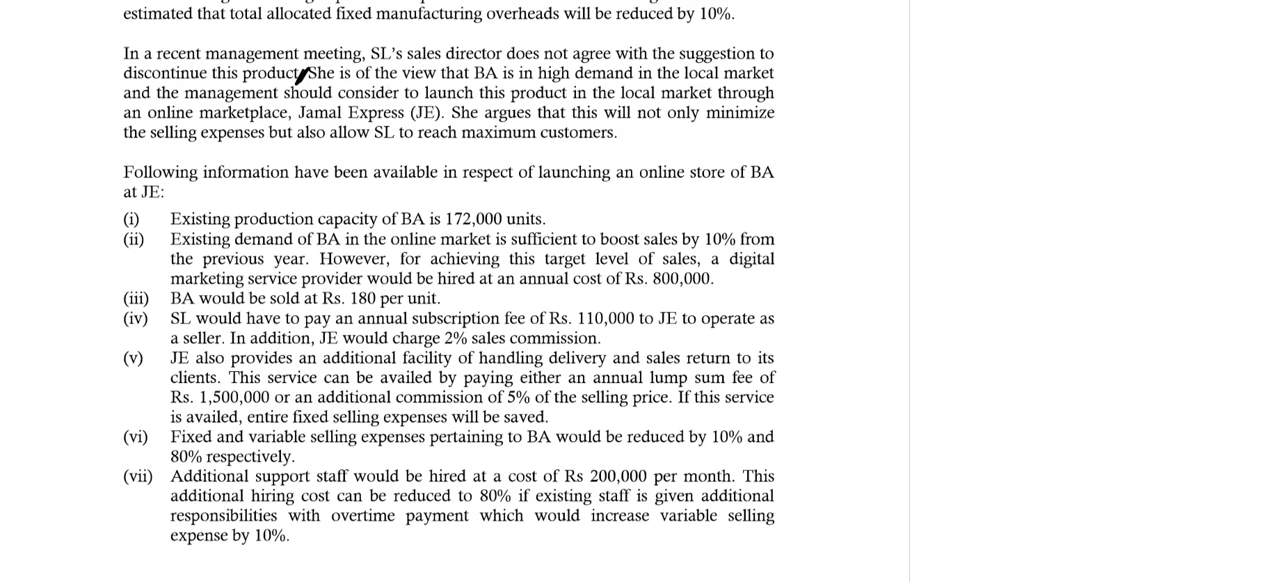 estimated that total allocated fixed manufacturing overheads will be reduced by 10%.
In a recent management meeting, SL's sales director does not agree with the suggestion to
discontinue this product She is of the view that BA is in high demand in the local market
and the management should consider to launch this product in the local market through
an online marketplace, Jamal Express (JE). She argues that this will not only minimize
the selling expenses but also allow SL to reach maximum customers.
Following information have been available in respect of launching an online store of BA
at JE:
(i) Existing production capacity of BA is 172,000 units.
(ii) Existing demand of BA in the online market is sufficient to boost sales by 10% from
the previous year. However, for achieving this target level of sales, a digital
marketing service provider would be hired at an annual cost of Rs. 800,000.
(iii) BA would be sold at Rs. 180 per unit.
(iv) SL would have to pay an annual subscription fee of Rs. 110,000 to JE to operate as
a seller. In addition, JE would charge 2% sales commission.
(v) JE also provides an additional facility of handling delivery and sales return to its
clients. This service can be availed by paying either an annual lump sum fee of
Rs. 1,500,000 or an additional commission of 5% of the selling price. If this service
is availed, entire fixed selling expenses will be saved.
(vi) Fixed and variable selling expenses pertaining to BA would be reduced by 10% and
80% respectively.
(vii) Additional support staff would be hired at a cost of Rs 200,000 per month. This
additional hiring cost can be reduced to 80% if existing staff is given additional
responsibilities with overtime payment which would increase variable selling
expense by 10%.